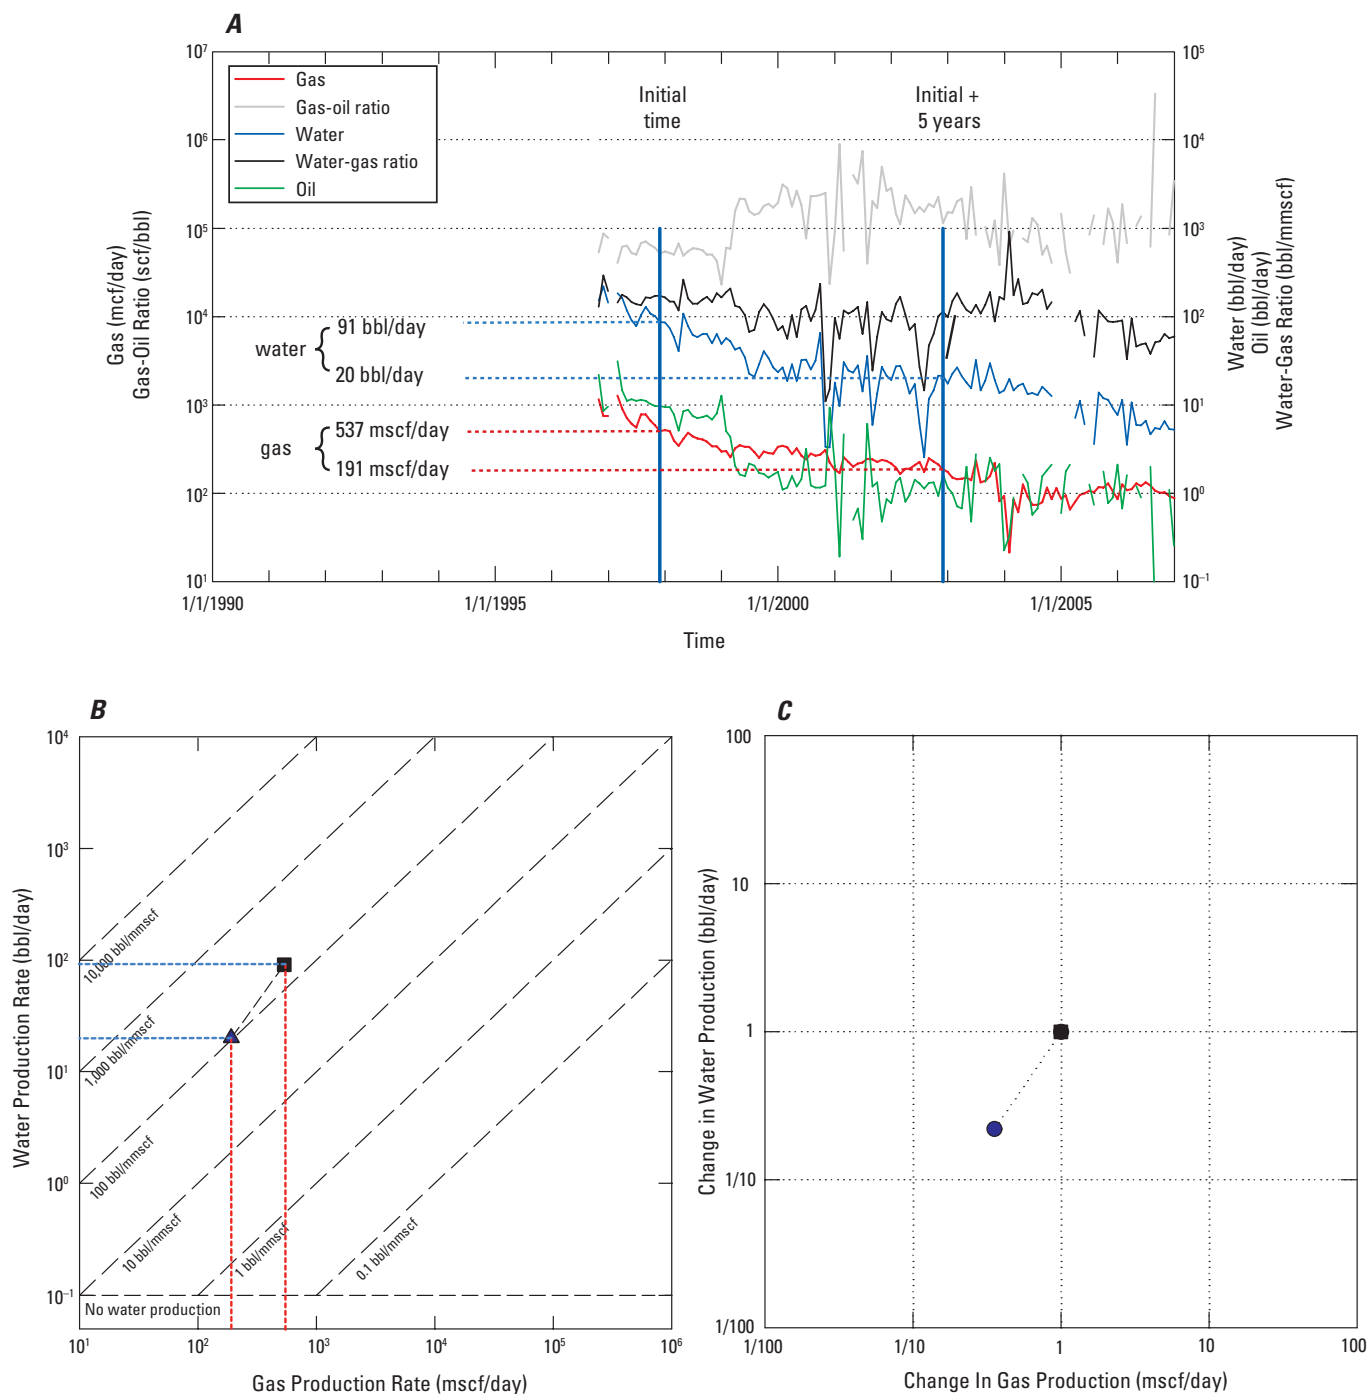 A
10⁷
10⁶
10⁵
10⁴
10³
10²
10¹
Gas (mcf/day)
Gas-Oil Ratio (scf/bbl)
Gas
Gas-oil ratio
Water
Water-gas ratio
Oil
Initial
time
Initial +
5 years
water
91 bbl/day
20 bbl/day
gas
537 mscf/day
191 mscf/day
10⁵
10⁴
10³
10²
10¹
10⁰
10⁻¹
Water (bbl/day)
Oil (bbl/day)
Water-Gas Ratio (bbl/mmscf)
1/1/1990
1/1/1995
1/1/2000
1/1/2005
Time
B
10⁴
10³
10²
10¹
10⁰
10⁻¹
Water Production Rate (bbl/day)
10,000 bbl/mmscf
1,000 bbl/mmscf
100 bbl/mmscf
10 bbl/mmscf
1 bbl/mmscf
0.1 bbl/mmscf
No water production
10¹
10²
10³
10⁴
10⁵
10⁶
Gas Production Rate (mscf/day)
C
100
10
1
1/10
1/100
Change in Water Production (bbl/day)
1/100
1/10
1
10
100
Change In Gas Production (mscf/day)